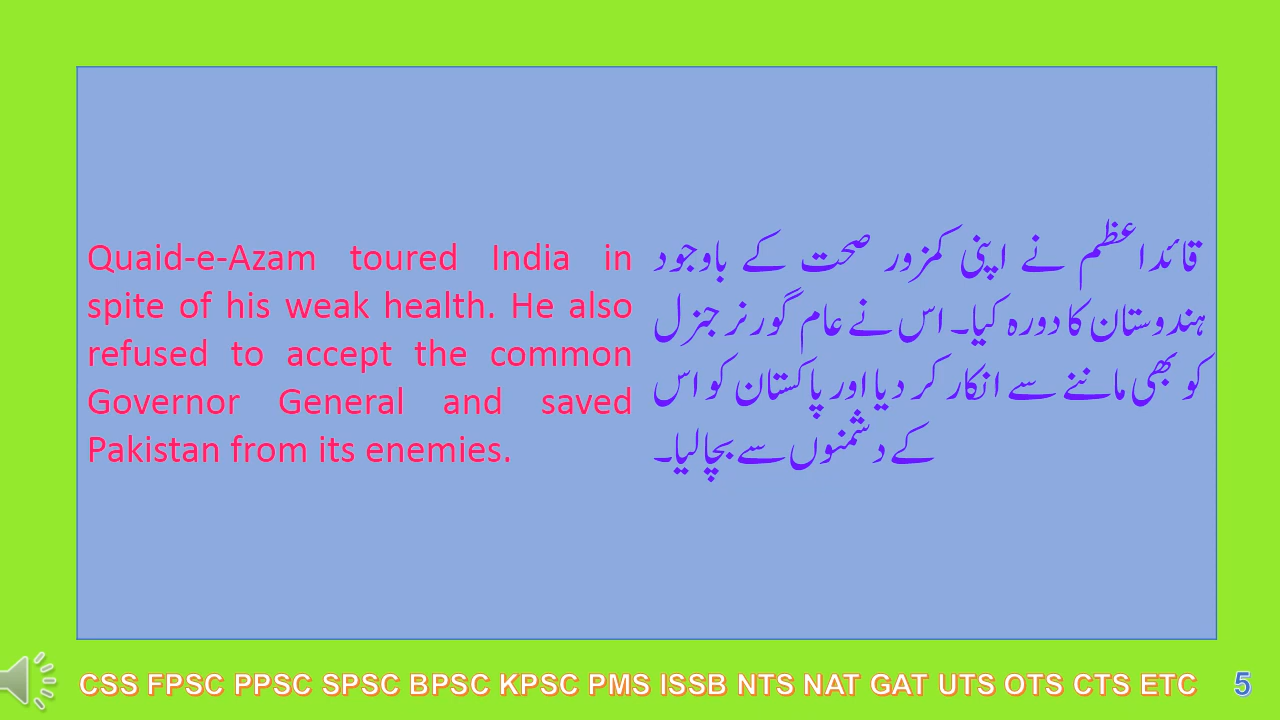 Quaid-e-Azam toured India in
spite of his weak health. He also
refused to accept the common
Governor General and saved
Pakistan from its enemies.
قائداعظم نے اپنی کمزور صحت کے باوجود
ہندوستان کا دورہ کیا۔ اس نے عام گورنر جنرل
کو بھی ماننے سے انکار کر دیا اور پاکستان کو اس
کے دشمنوں سے بچالیا۔
CSS FPSC PPSC SPSC BPSC KPSC PMS ISSB NTS NAT GAT UTS OTS CTS ETC
5